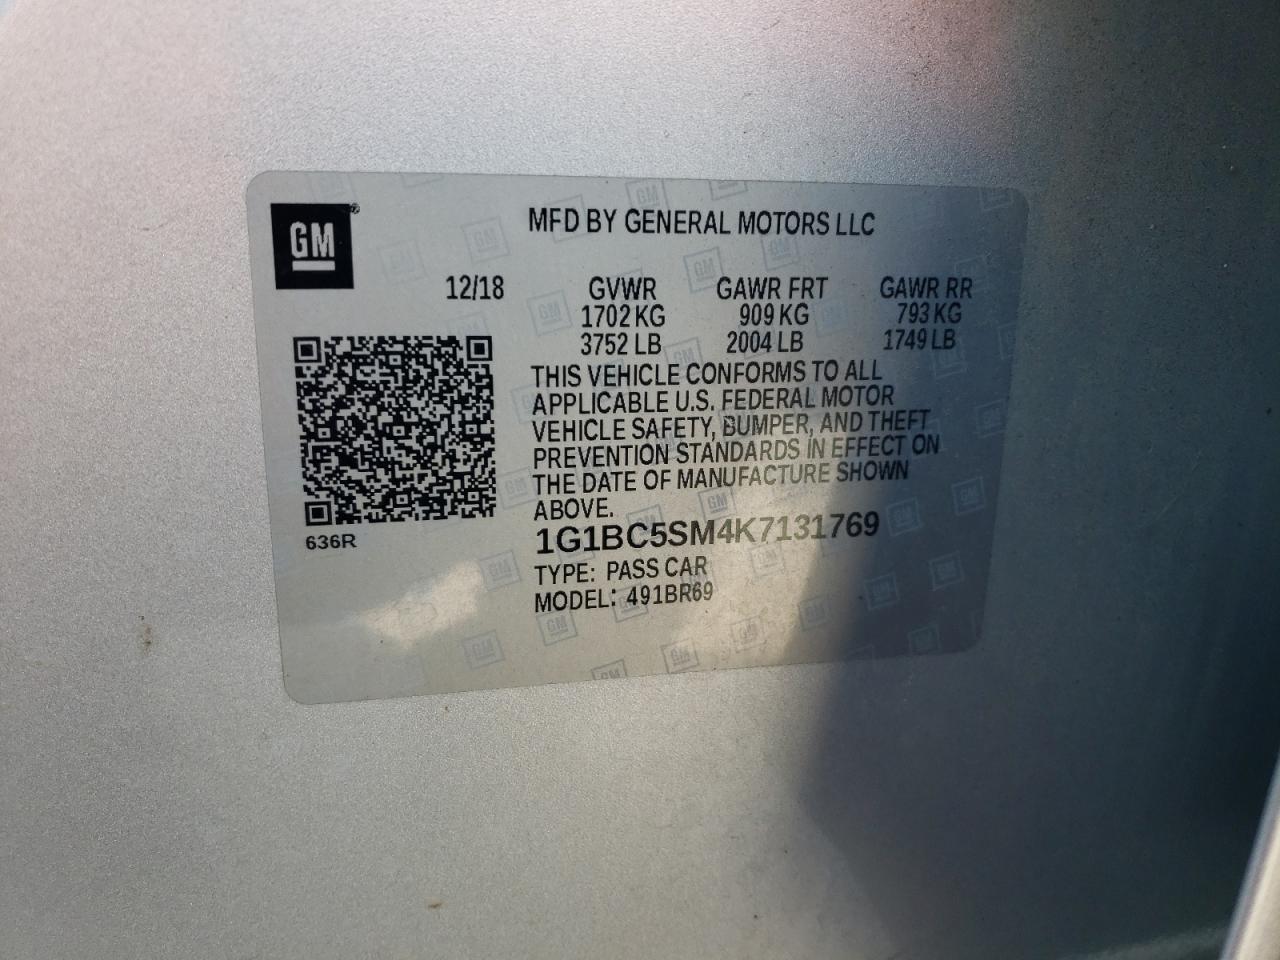 GM®
MFD BY GENERAL MOTORS LLC
12/18 GVWR GAWR FRT GAWR RR
1702 KG 909 KG 793 KG
3752 LB 2004 LB 1749 LB
THIS VEHICLE CONFORMS TO ALL
APPLICABLE U.S. FEDERAL MOTOR
VEHICLE SAFETY, BUMPER, AND THEFT
PREVENTION STANDARDS IN EFFECT ON
THE DATE OF MANUFACTURE SHOWN
ABOVE.
636R
1G1BC5SM4K7131769
TYPE: PASS CAR
MODEL: 491BR69